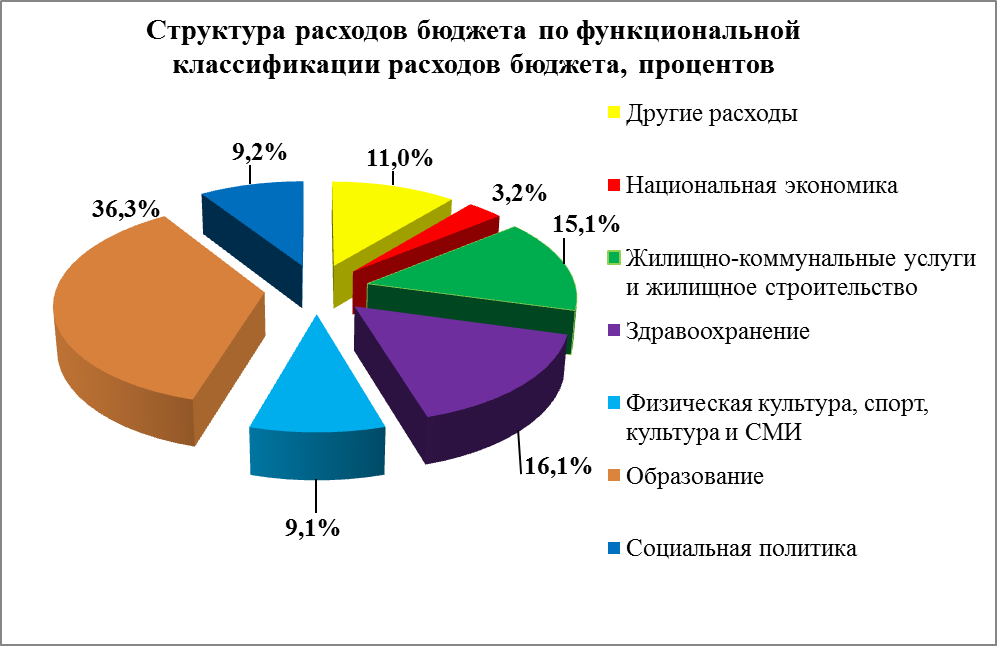 Структура расходов бюджета по функциональной
классификации расходов бюджета, процентов
9,2%
11,0%
3,2%
15,1%
36,3%
16,1%
9,1%
Другие расходы
Национальная экономика
Жилищно-коммунальные услуги
и жилищное строительство
Здравоохранение
Физическая культура, спорт,
культура и СМИ
Образование
Социальная политика